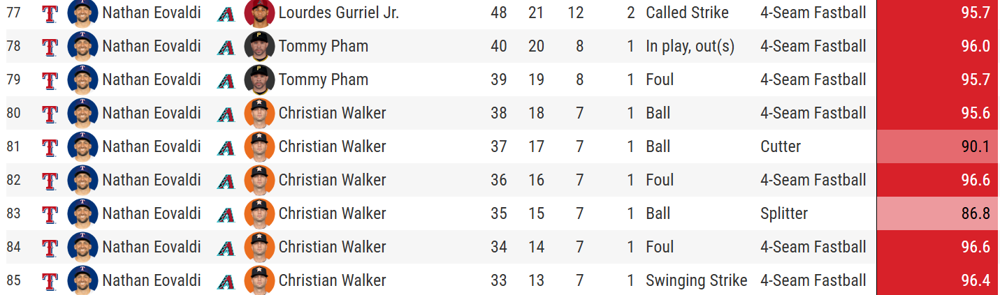 77 Nathan Eovaldi Lourdes Gurriel Jr. 48 21 12 2 Called Strike 4-Seam Fastball 95.7
78 Nathan Eovaldi Tommy Pham 40 20 8 1 In play, out(s) 4-Seam Fastball 96.0
79 Nathan Eovaldi Tommy Pham 39 19 8 1 Foul 4-Seam Fastball 95.7
80 Nathan Eovaldi Christian Walker 38 18 7 1 Ball 4-Seam Fastball 95.6
81 Nathan Eovaldi Christian Walker 37 17 7 1 Ball Cutter 90.1
82 Nathan Eovaldi Christian Walker 36 16 7 1 Foul 4-Seam Fastball 96.6
83 Nathan Eovaldi Christian Walker 35 15 7 1 Ball Splitter 86.8
84 Nathan Eovaldi Christian Walker 34 14 7 1 Foul 4-Seam Fastball 96.6
85 Nathan Eovaldi Christian Walker 33 13 7 1 Swinging Strike 4-Seam Fastball 96.4